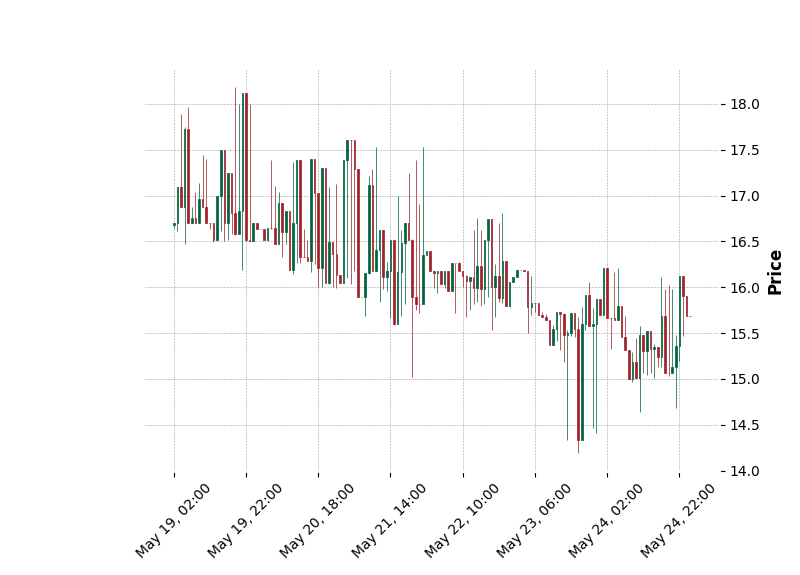 18.0
17.5
17.0
16.5
16.0
15.5
15.0
14.5
14.0
Price
May 19, 02:00
May 19, 22:00
May 20, 18:00
May 21, 14:00
May 22, 10:00
May 23, 06:00
May 24, 02:00
May 24, 22:00